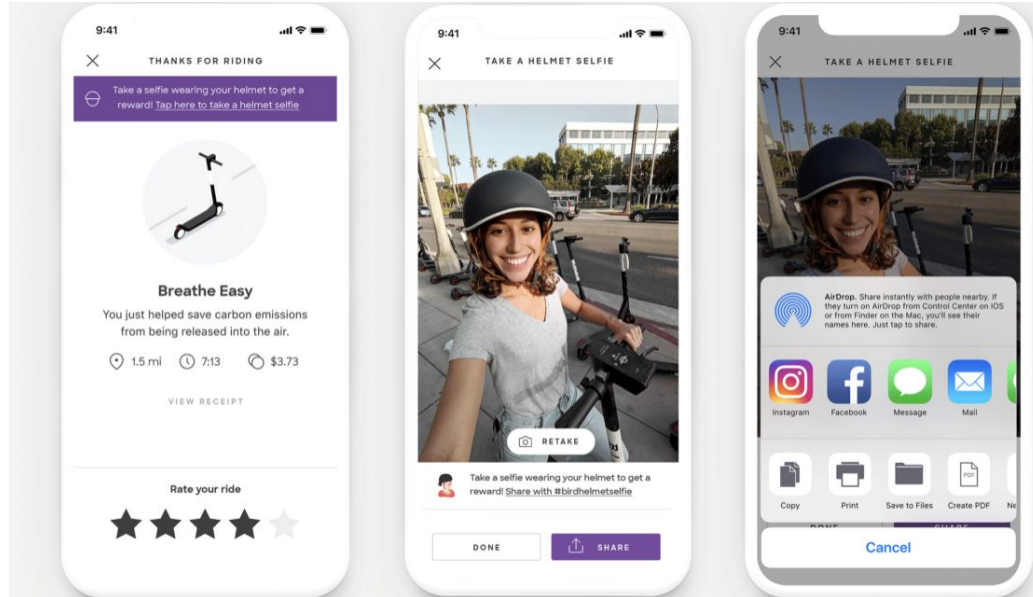 9:41
THANKS FOR RIDING
Take a selfie wearing your helmet to get a
reward! Tap here to take a helmet selfie
Breathe Easy
You just helped save carbon emissions
from being released into the air.
1.5 mi 7:13 $3.73
VIEW RECEIPT
Rate your ride
9:41
TAKE A HELMET SELFIE
RETAKE
Take a selfie wearing your helmet to get a
reward! Share with #birdhelmetselfie
DONE SHARE
9:41
TAKE A HELMET SELFIE
AirDrop. Share instantly with people nearby. If
they turn on AirDrop from Control Center on iOS
or from Finder on the Mac, you'll see their
names here. Just tap to share.
Instagram Facebook Message Mail
Copy Print Save to Files Create PDF
PDF
DONE SHARE
Cancel